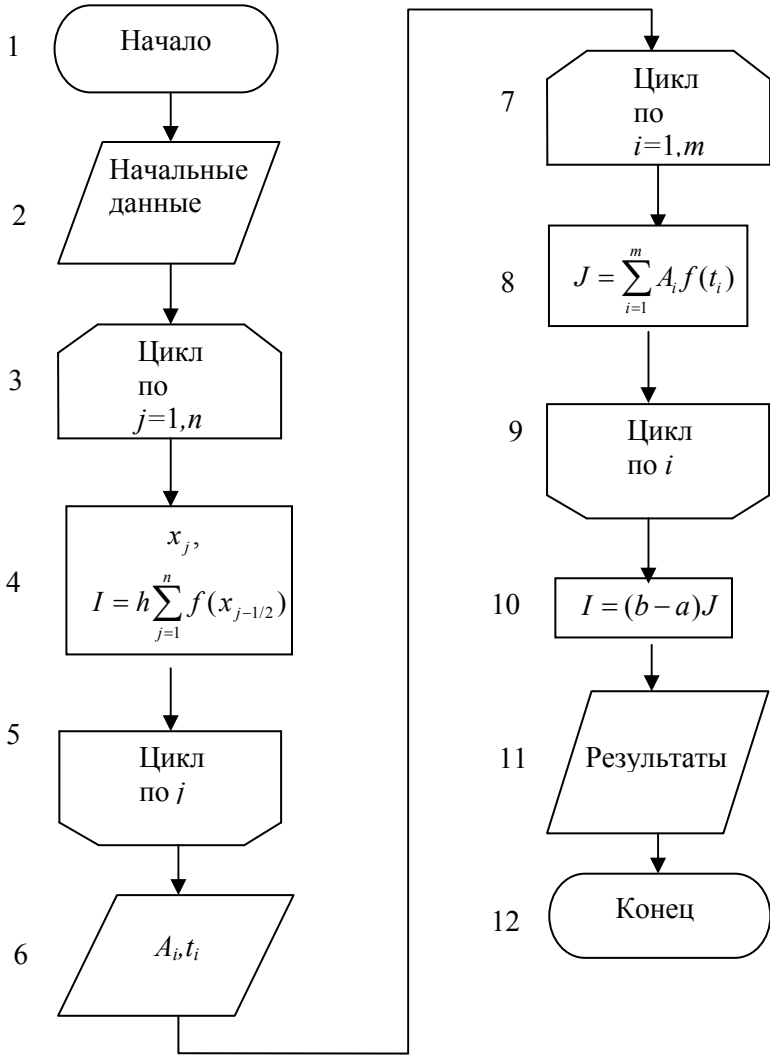 1
Начало
2
Начальные
данные
3
Цикл
по
j=1,n
4
x_j,
I = h∑_{j=1}^{n} f(x_{j−1/2})
5
Цикл
по j
6
A_i,t_i
7
Цикл
по
i=1,m
8
J = ∑_{i=1}^{m} A_i f(t_i)
9
Цикл
по i
10
I = (b − a)J
11
Результаты
12
Конец